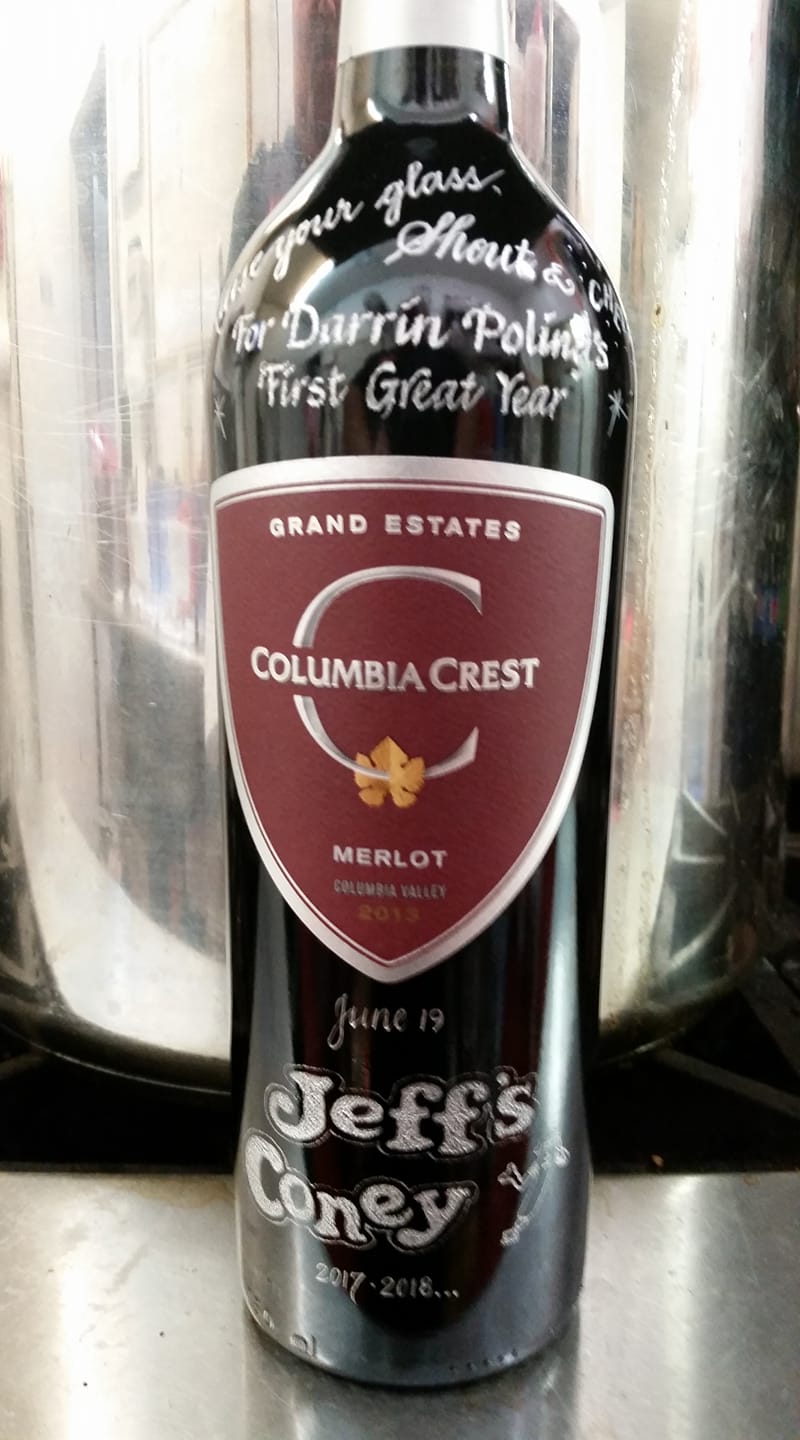 your glass.
Shout &
For Darrin Poling's
"First Great Year"
GRAND ESTATES
COLUMBIA CREST
MERLOT
COLUMBIA VALLEY
2013
June 19
Jeff's
Coney
2017-2018...